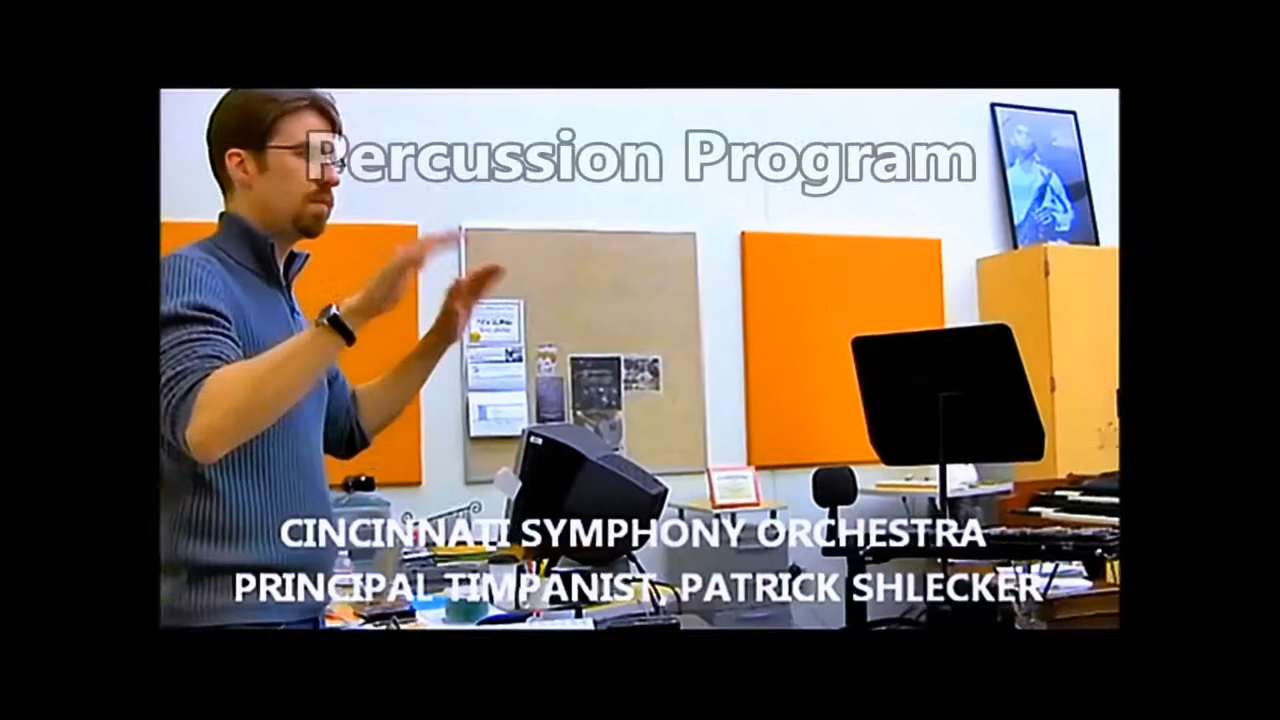 Percussion Program
CINCINNATI SYMPHONY ORCHESTRA
PRINCIPAL TIMPANIST, PATRICK SHLECKER